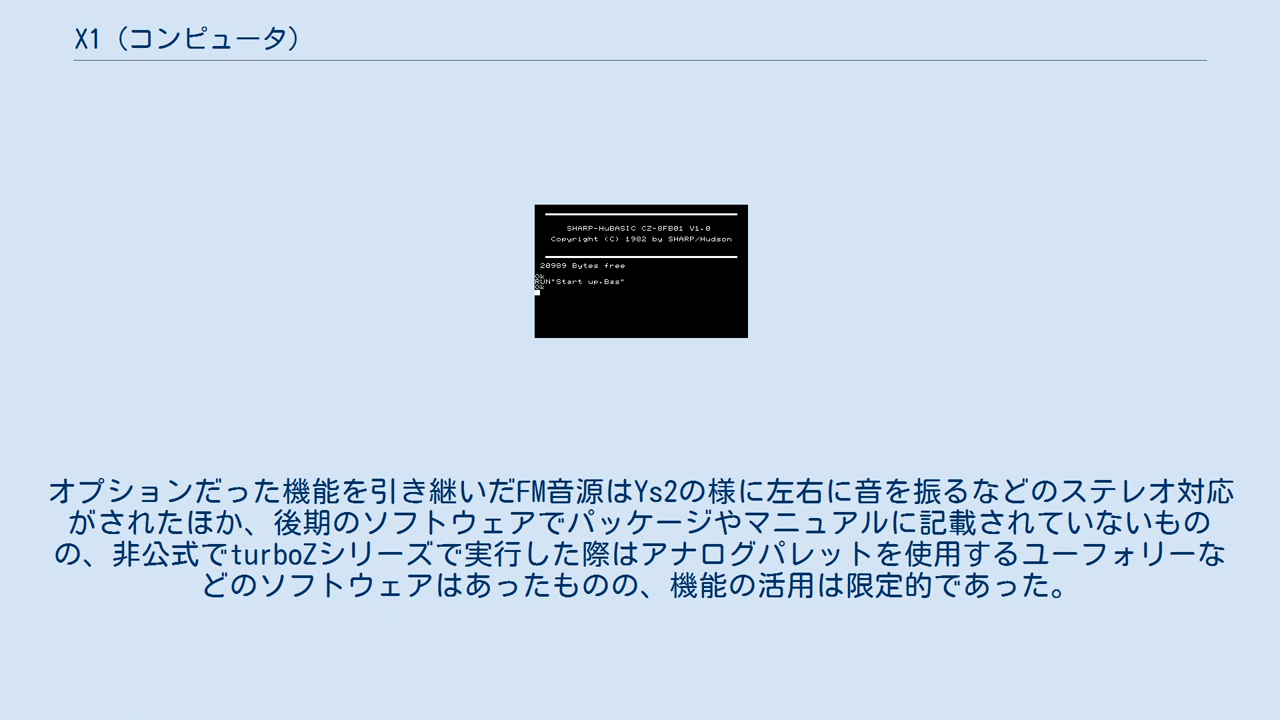 X1（コンピュータ）
SHARP-HuBASIC CZ-8FB01 V1.0
Copyright (C) 1982 by SHARP/Hudson
20989 Bytes free
Ok
RUN"Start up.Bas"
Ok
オプションだった機能を引き継いだFM音源はYs2の様に左右に音を振るなどのステレオ対応
がされたほか、後期のソフトウェアでパッケージやマニュアルに記載されていないもの
の、非公式でturboZシリーズで実行した際はアナログパレットを使用するユーフォリーな
どのソフトウェアはあったものの、機能の活用は限定的であった。